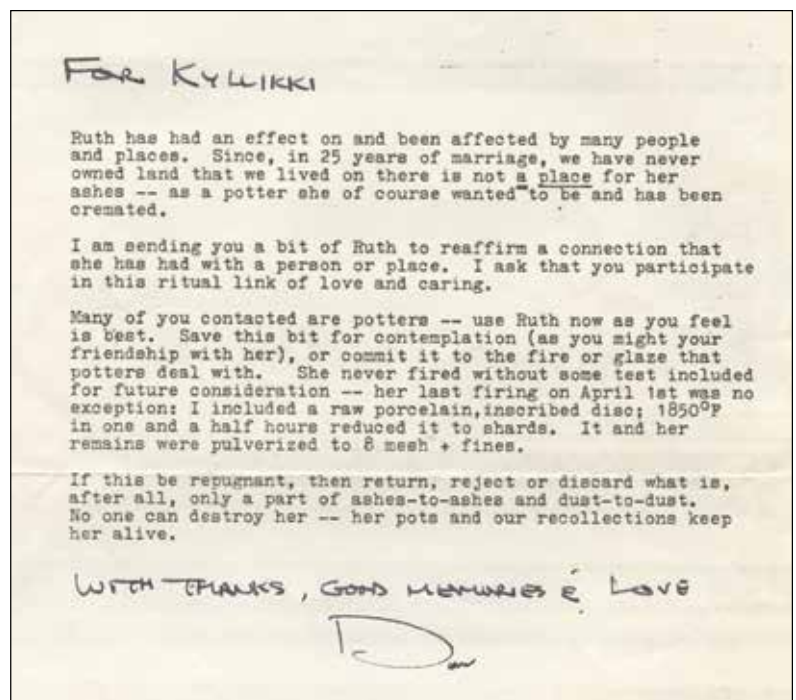 FOR KYLLIKKI
Ruth has had an effect on and been affected by many people
and places.  Since, in 25 years of marriage, we have never
owned land that we lived on there is not a place for her
ashes -- as a potter she of course wanted to be and has been
cremated.
I am sending you a bit of Ruth to reaffirm a connection that
she has had with a person or place.  I ask that you participate
in this ritual link of love and caring.
Many of you contacted are potters -- use Ruth now as you feel
is best.  Save this bit for contemplation (as you might your
friendship with her), or commit it to the fire or glaze that
potters deal with.  She never fired without some test included
for future consideration -- her last firing on April 1st was no
exception: I included a raw porcelain, inscribed disc; 1850°F
in one and a half hours reduced it to shards.  It and her
remains were pulverized to 8 mesh + fines.
If this be repugnant, then return, reject or discard what is,
after all, only a part of ashes-to-ashes and dust-to-dust.
No one can destroy her -- her pots and our recollections keep
her alive.
WITH THANKS, GOOD MEMORIES & LOVE
Don